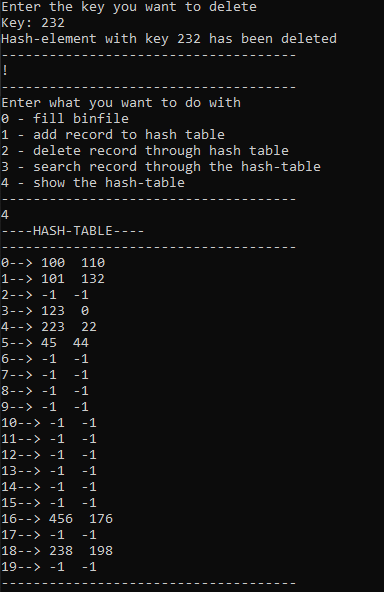 Enter the key you want to delete
Key: 232
Hash-element with key 232 has been deleted
-------------------------------------
!
-------------------------------------
Enter what you want to do with
0 - fill binfile
1 - add record to hash table
2 - delete record through hash table
3 - search record through the hash-table
4 - show the hash-table
-------------------------------------
4
----HASH-TABLE----
-------------------------------------
0--> 100  110
1--> 101  132
2--> -1  -1
3--> 123  0
4--> 223  22
5--> 45  44
6--> -1  -1
7--> -1  -1
8--> -1  -1
9--> -1  -1
10--> -1  -1
11--> -1  -1
12--> -1  -1
13--> -1  -1
14--> -1  -1
15--> -1  -1
16--> 456  176
17--> -1  -1
18--> 238  198
19--> -1  -1
-------------------------------------